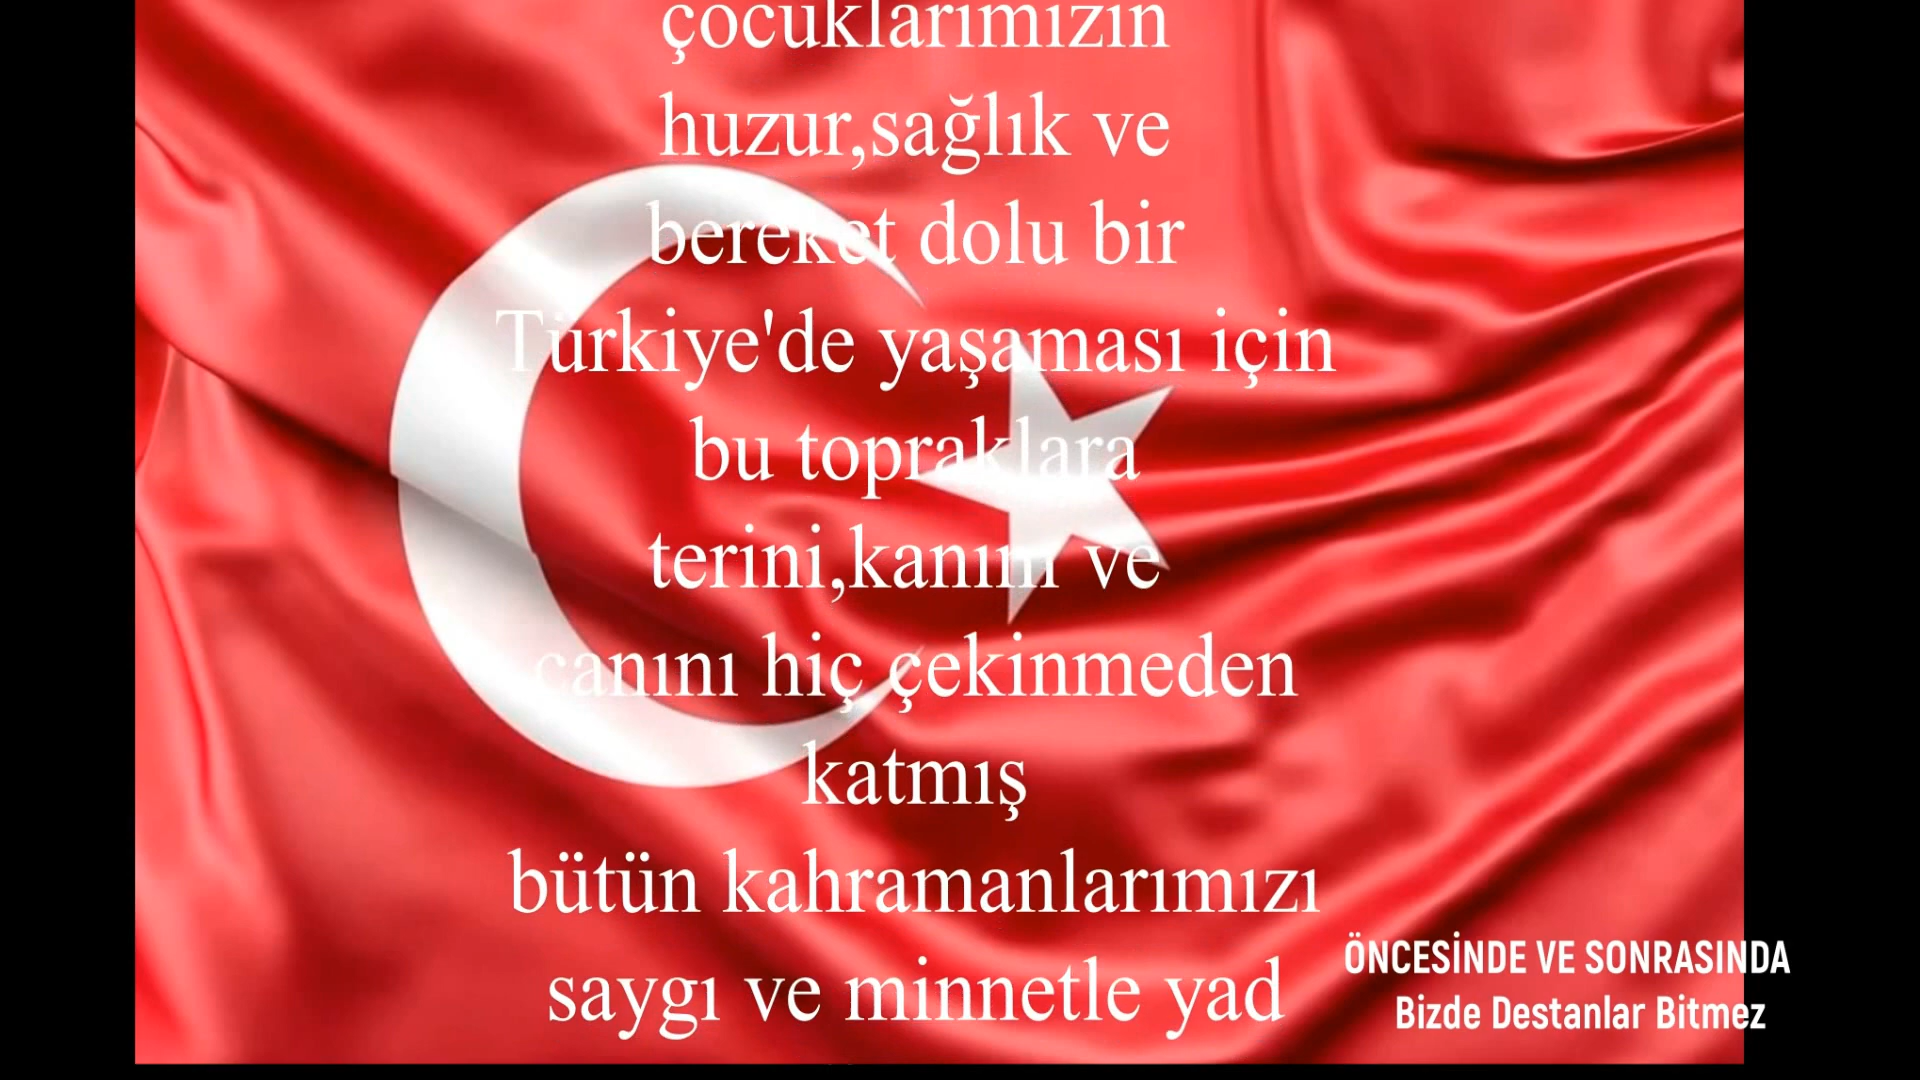 çocuklarımızın
huzur,sağlık ve
bereket dolu bir
Türkiye'de yaşaması için
bu topraklara
terini,kanını ve
canını hiç çekinmeden
katmış
bütün kahramanlarımızı
saygı ve minnetle yad
ÖNCESİNDE VE SONRASINDA
Bizde Destanlar Bitmez